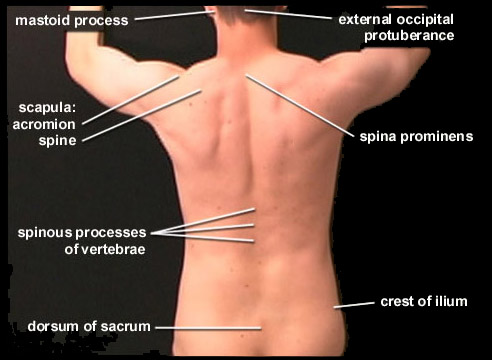 mastoid process
external occipital
protuberance
scapula:
acromion
spine
spina prominens
spinous processes
of vertebrae
crest of ilium
dorsum of sacrum